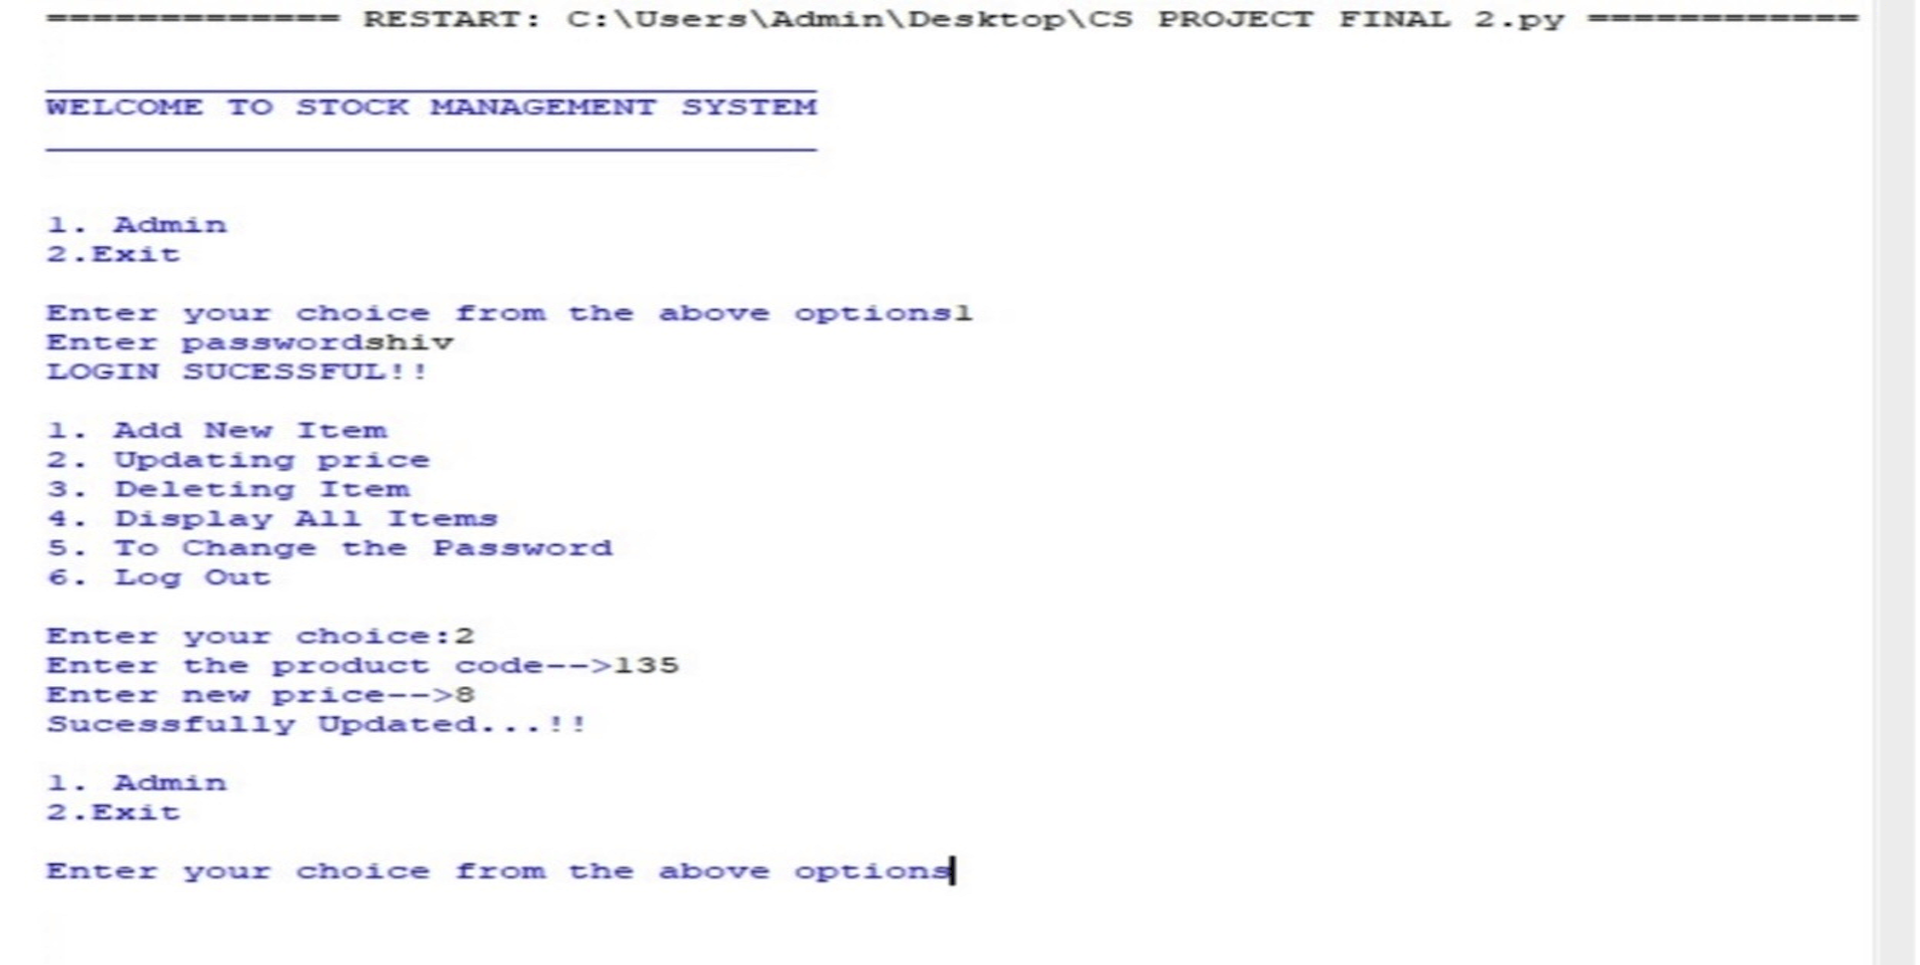 ============= RESTART: C:\Users\Admin\Desktop\CS PROJECT FINAL 2.py ============
WELCOME TO STOCK MANAGEMENT SYSTEM
1. Admin
2.Exit
Enter your choice from the above options1
Enter passwordshiv
LOGIN SUCESSFUL!!
1. Add New Item
2. Updating price
3. Deleting Item
4. Display All Items
5. To Change the Password
6. Log Out
Enter your choice:2
Enter the product code-->135
Enter new price-->8
Sucessfully Updated...!!
1. Admin
2.Exit
Enter your choice from the above options